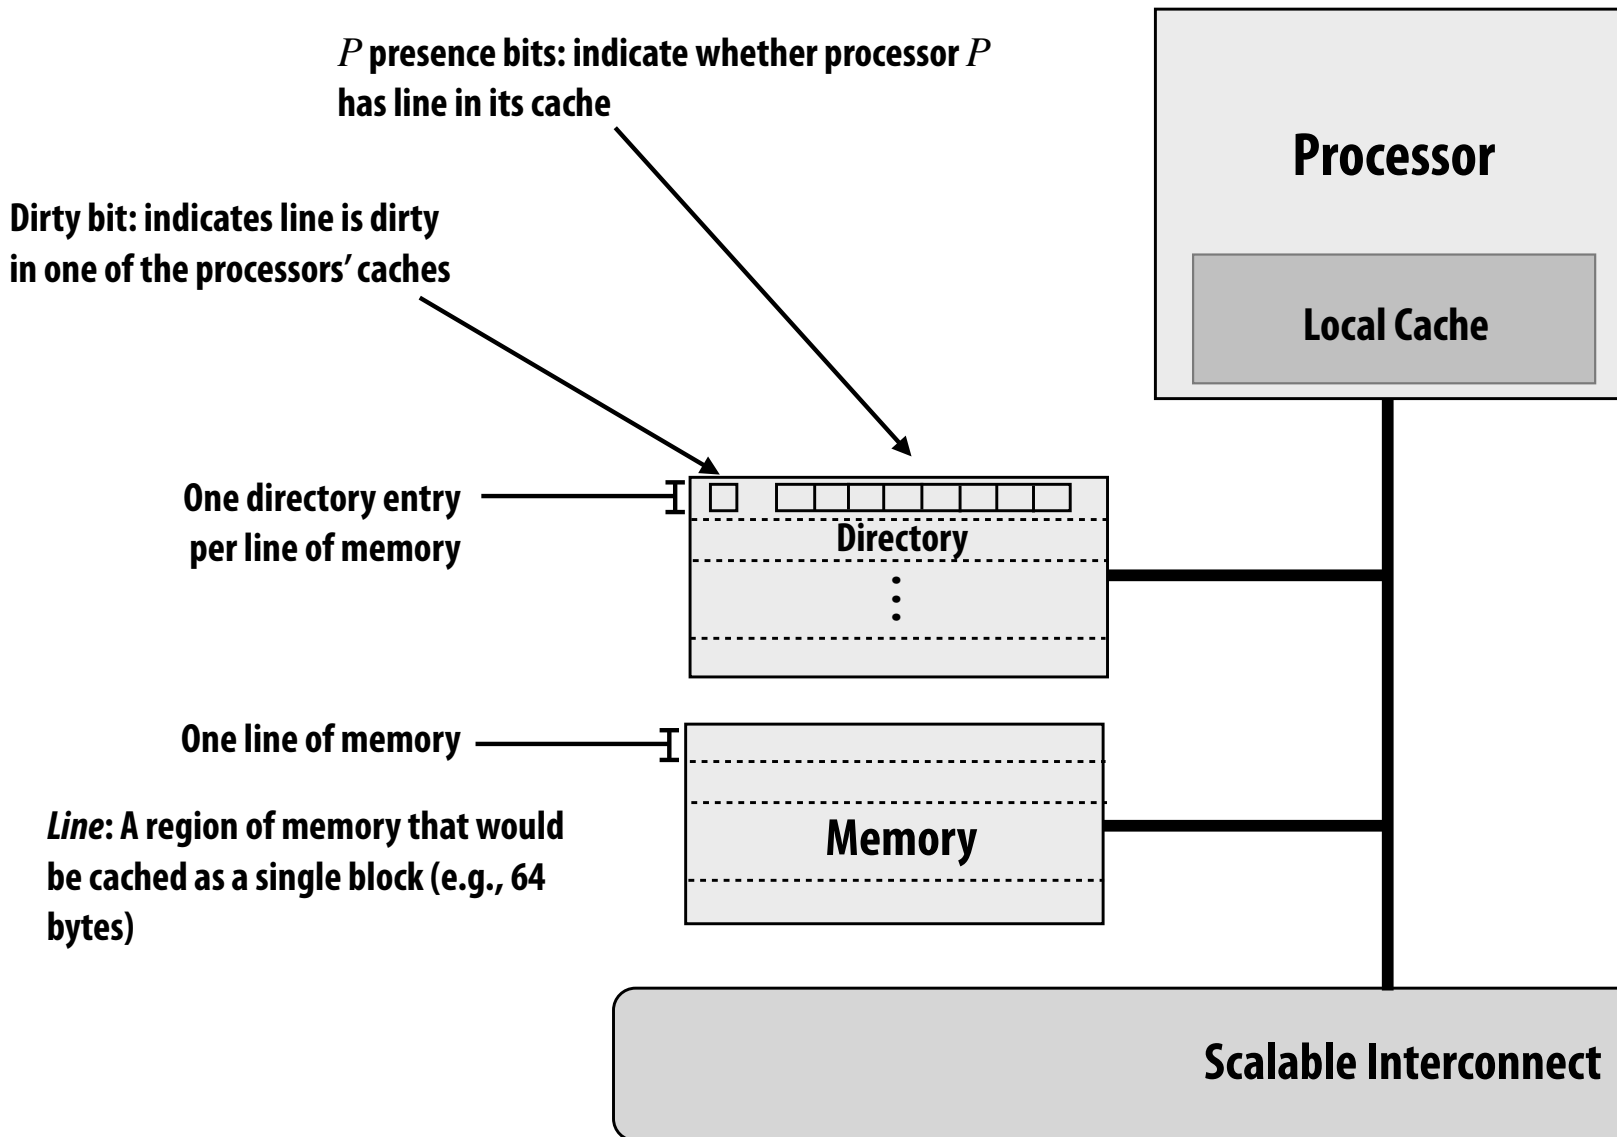 P presence bits: indicate whether processor P
has line in its cache
Processor
Dirty bit: indicates line is dirty
in one of the processors’ caches
Local Cache
One directory entry
per line of memory
Directory
One line of memory
Line: A region of memory that would
be cached as a single block (e.g., 64
bytes)
Memory
Scalable Interconnect